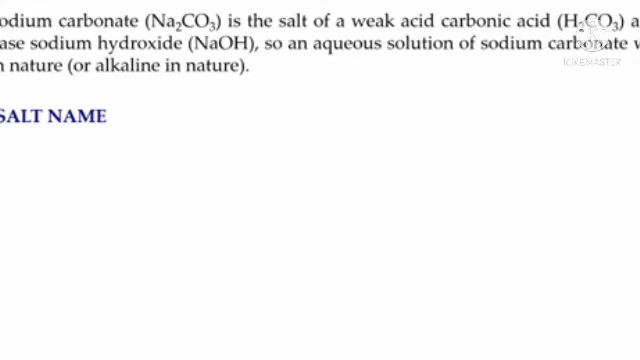 odium carbonate (Na₂CO₃) is the salt of a weak acid carbonic acid (H₂CO₃) a
ase sodium hydroxide (NaOH), so an aqueous solution of sodium carbonate w
n nature (or alkaline in nature).
SALT NAME
KINEMASTER